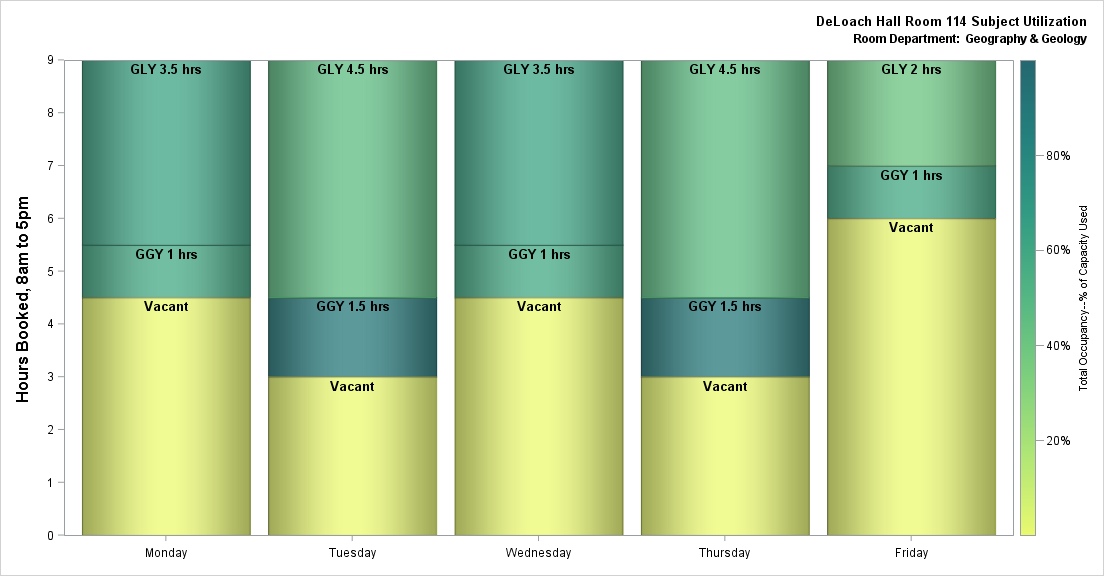 DeLoach Hall Room 114 Subject Utilization
Room Department: Geography & Geology
Hours Booked, 8am to 5pm
9
8
7
6
5
4
3
2
1
0
GLY 3.5 hrs
GGY 1 hrs
Vacant
GLY 4.5 hrs
GGY 1.5 hrs
Vacant
GLY 3.5 hrs
GGY 1 hrs
Vacant
GLY 4.5 hrs
GGY 1.5 hrs
Vacant
GLY 2 hrs
GGY 1 hrs
Vacant
Monday
Tuesday
Wednesday
Thursday
Friday
80%
60%
40%
20%
Total Occupancy--% of Capacity Used